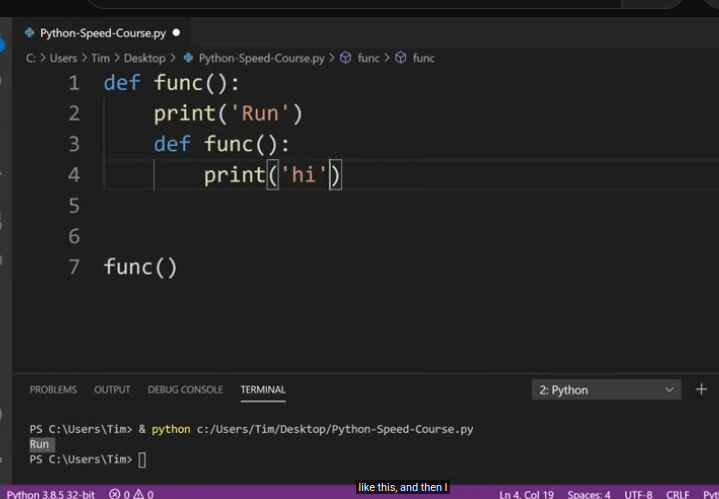 Python-Speed-Course.py ●
C: > Users > Tim > Desktop > Python-Speed-Course.py > func > func
1 def func():
2     print('Run')
3     def func():
4         print('hi')
5
6
7 func()
PROBLEMS OUTPUT DEBUG CONSOLE TERMINAL 2: Python
PS C:\Users\Tim> & python c:/Users/Tim/Desktop/Python-Speed-Course.py
Run
PS C:\Users\Tim>
like this, and then I
Python 3.8.5 32-bit 0 0 Ln 4, Col 19 Spaces: 4 UTF-8 CRLF Pyt